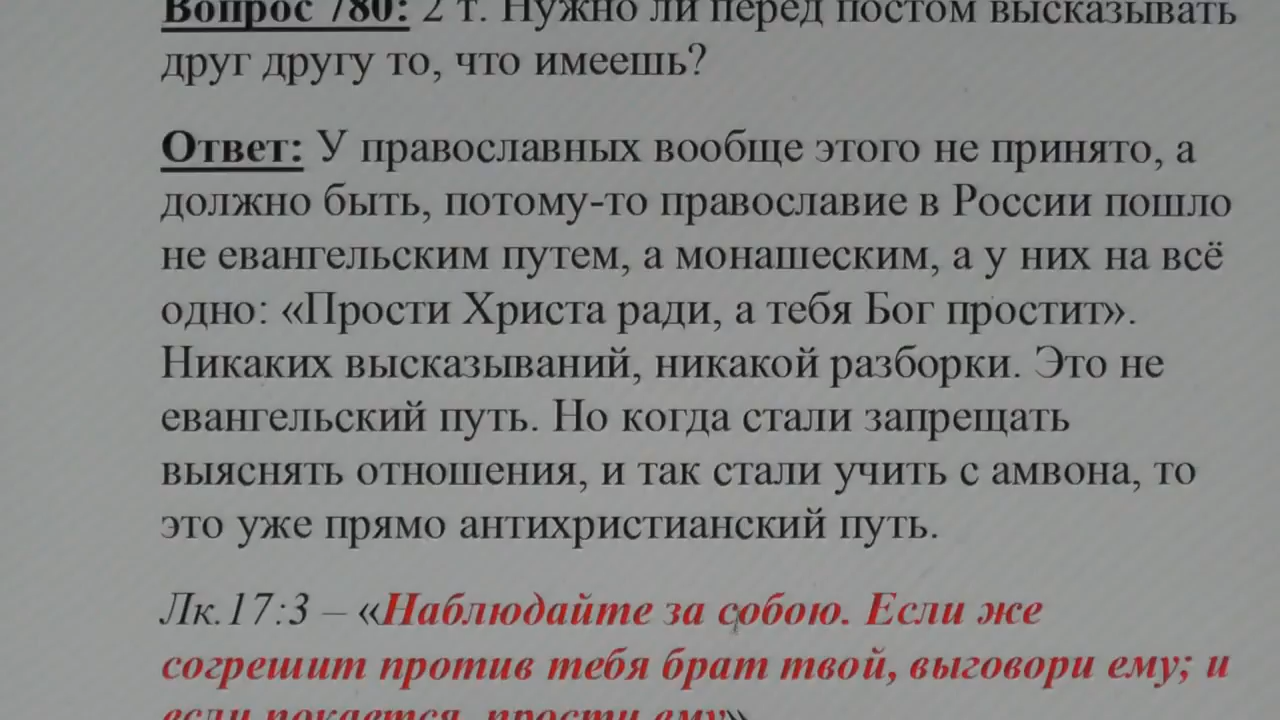 Вопрос 780: 2 т. Нужно ли перед постом высказывать
друг другу то, что имеешь?
Ответ: У православных вообще этого не принято, а
должно быть, потому-то православие в России пошло
не евангельским путем, а монашеским, а у них на всё
одно: «Прости Христа ради, а тебя Бог простит».
Никаких высказываний, никакой разборки. Это не
евангельский путь. Но когда стали запрещать
выяснять отношения, и так стали учить с амвона, то
это уже прямо антихристианский путь.
Лк.17:3 – «Наблюдайте за собою. Если же
согрешит против тебя брат твой, выговори ему; и
если покается, прости ему»